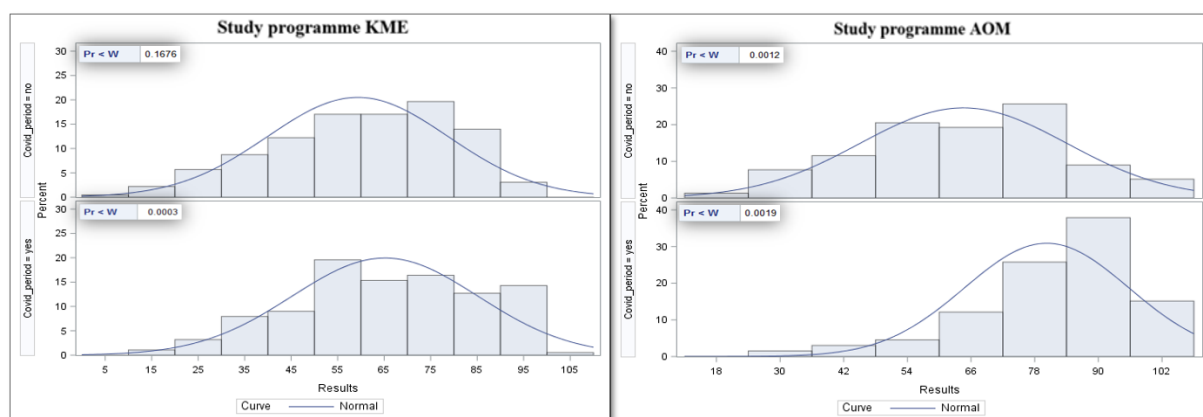 Study programme KME
Covid_period = no
Pr < W 0.1676
30
25
20
15
10
5
0
Percent
Covid_period = yes
Pr < W 0.0003
30
25
20
15
10
5
0
5 15 25 35 45 55 65 75 85 95 105
Results
Curve Normal
Study programme AOM
Covid_period = no
Pr < W 0.0012
40
30
20
10
0
Percent
Covid_period = yes
Pr < W 0.0019
40
30
20
10
0
18 30 42 54 66 78 90 102
Results
Curve Normal